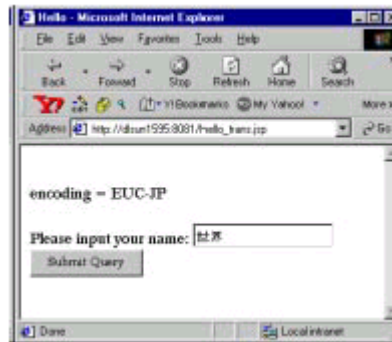 Hello - Microsoft Internet Explorer
File Edit View Favorites Tools Help
Back Forward Stop Refresh Home Search
Y! Bookmarks My Yahoo! More
Address http://dlsun1595:8081/hello_trans.jsp Go
encoding = EUC-JP
Please input your name: 世界
Submit Query
Done Local intranet